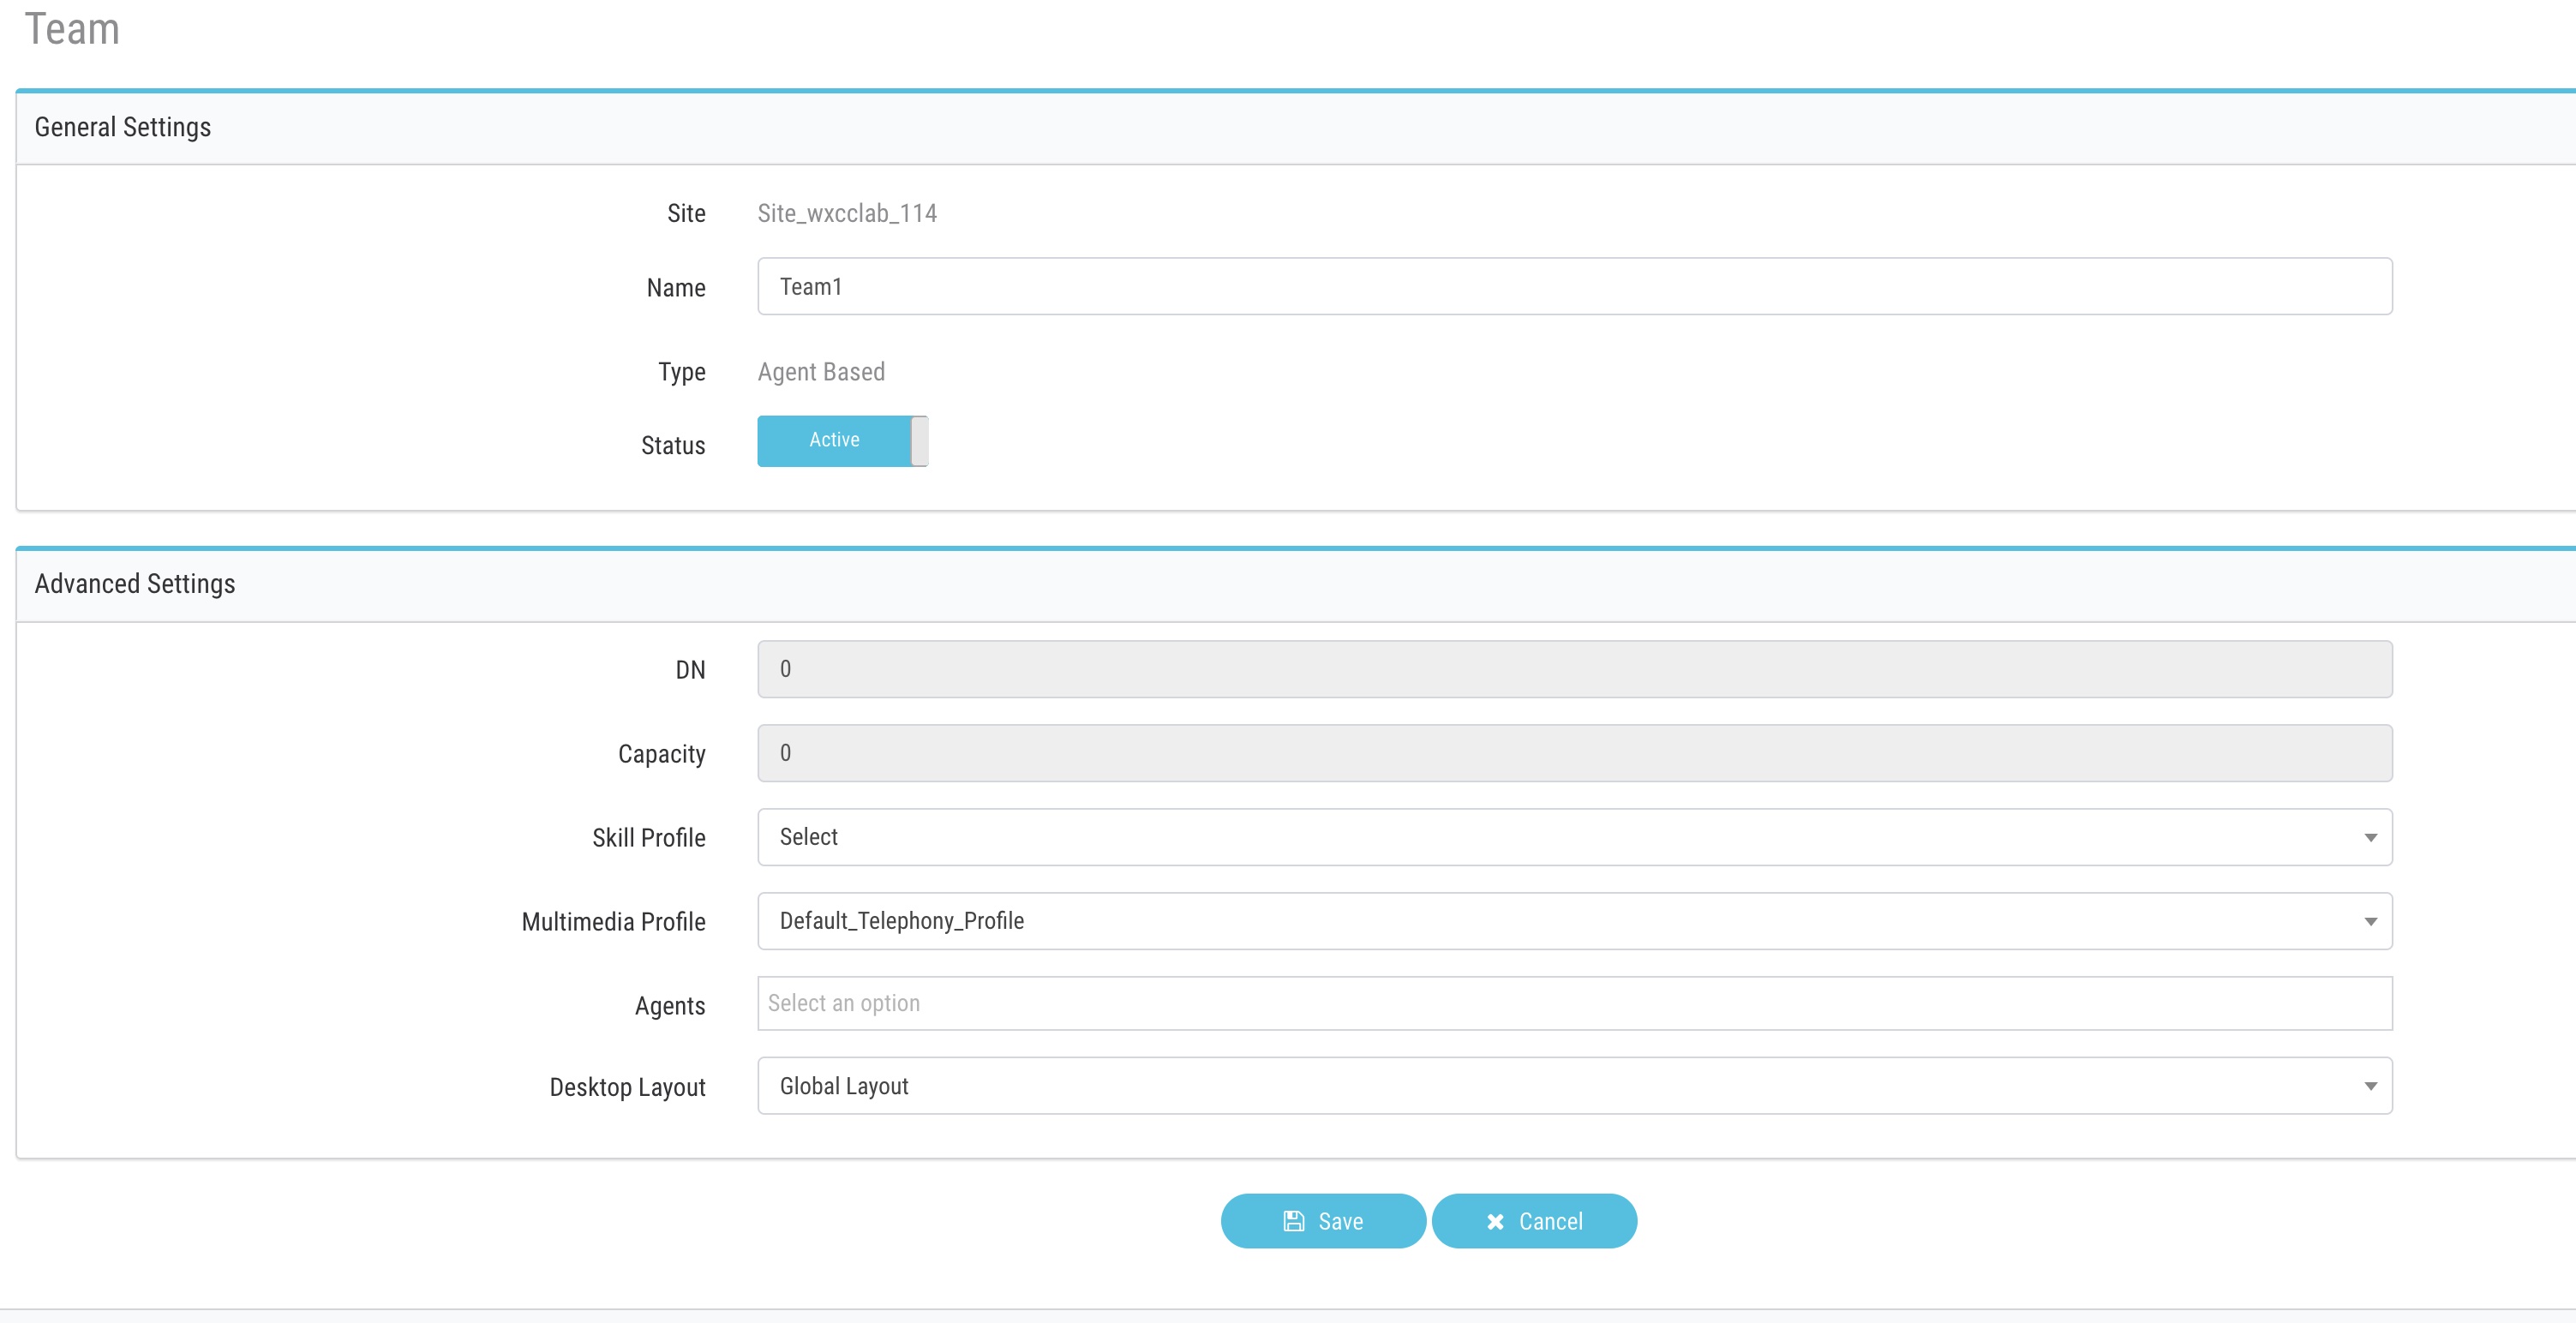 Team
General Settings
Site Site_wxcclab_114
Name Team1
Type Agent Based
Status Active
Advanced Settings
DN 0
Capacity 0
Skill Profile Select
Multimedia Profile Default_Telephony_Profile
Agents Select an option
Desktop Layout Global Layout
Save Cancel